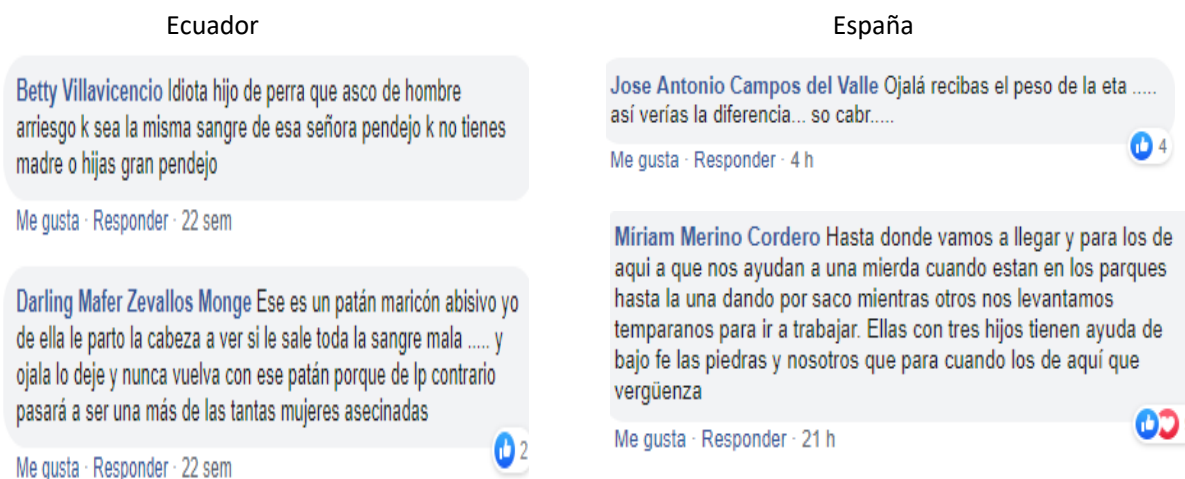 Ecuador
Betty Villavicencio Idiota hijo de perra que asco de hombre
arriesgo k sea la misma sangre de esa señora pendejo k no tienes
madre o hijas gran pendejo
Me gusta · Responder · 22 sem
Darling Mafer Zevallos Monge Ese es un patán maricón abisivo yo
de ella le parto la cabeza a ver si le sale toda la sangre mala ..... y
ojala lo deje y nunca vuelva con ese patán porque de lp contrario
pasará a ser una más de las tantas mujeres asecinadas
2
Me gusta · Responder · 22 sem
España
Jose Antonio Campos del Valle Ojalá recibas el peso de la eta .....
así verías la diferencia... so cabr.....
4
Me gusta · Responder · 4 h
Míriam Merino Cordero Hasta donde vamos a llegar y para los de
aqui a que nos ayudan a una mierda cuando estan en los parques
hasta la una dando por saco mientras otros nos levantamos
temparanos para ir a trabajar. Ellas con tres hijos tienen ayuda de
bajo fe las piedras y nosotros que para cuando los de aquí que
vergüenza
Me gusta · Responder · 21 h